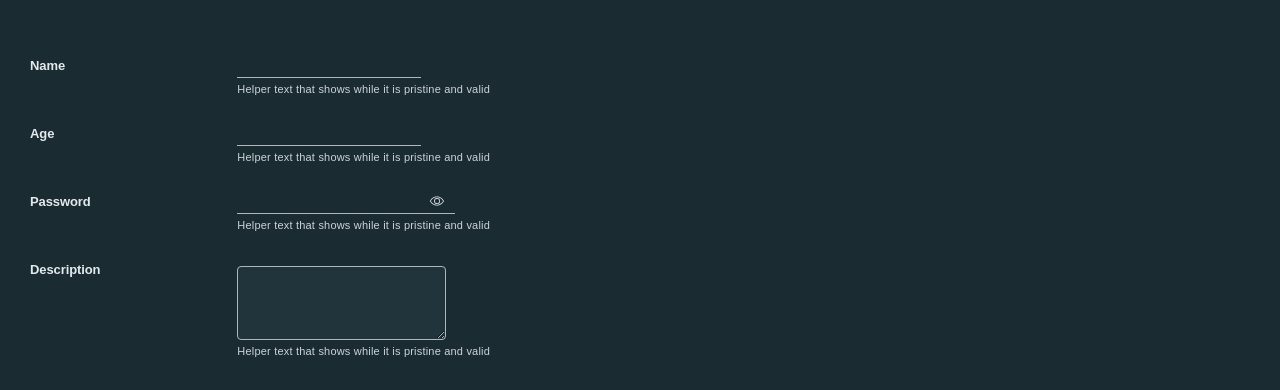 Name
Helper text that shows while it is pristine and valid
Age
Helper text that shows while it is pristine and valid
Password
Helper text that shows while it is pristine and valid
Description
Helper text that shows while it is pristine and valid